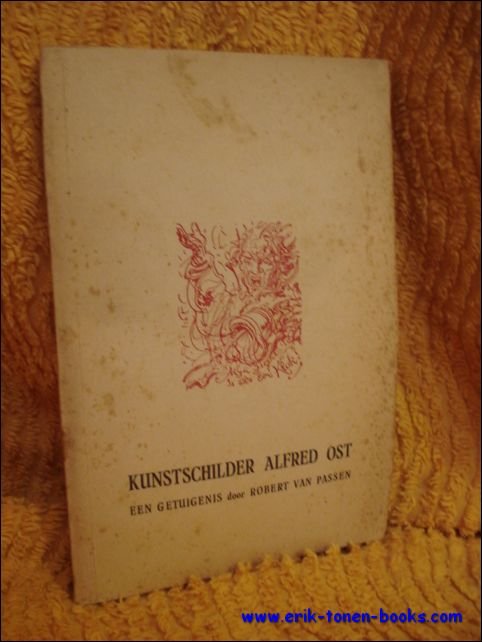 KUNSTSCHILDER ALFRED OST
EEN GETUIGENIS door ROBERT VAN PASSEN
www.erik-tonen-books.com